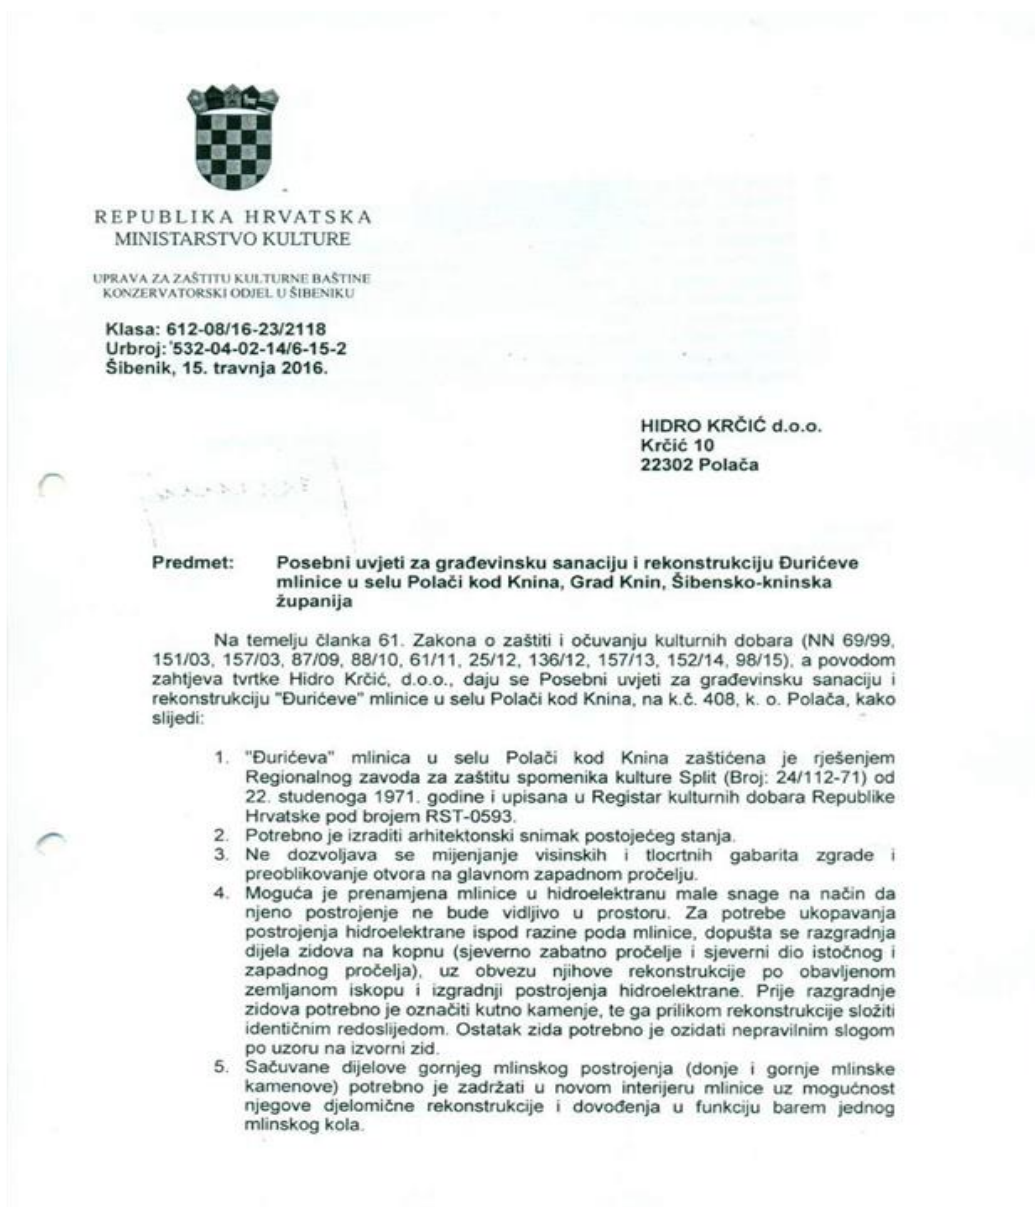 REPUBLIKA HRVATSKA
MINISTARSTVO KULTURE
UPRAVA ZA ZAŠTITU KULTURNE BAŠTINE
KONZERVATORSKI ODJEL U ŠIBENIKU
Klasa: 612-08/16-23/2118
Urbroj: 532-04-02-14/6-15-2
Šibenik, 15. travnja 2016.
HIDRO KRČIĆ d.o.o.
Krčić 10
22302 Polača
Predmet: Posebni uvjeti za građevinsku sanaciju i rekonstrukciju Đurićeve
mlinice u selu Polači kod Knina, Grad Knin, Šibensko-kninska
županija
Na temelju članka 61. Zakona o zaštiti i očuvanju kulturnih dobara (NN 69/99,
151/03, 157/03, 87/09, 88/10, 61/11, 25/12, 136/12, 157/13, 152/14, 98/15), a povodom
zahtjeva tvrtke Hidro Krčić, d.o.o., daju se Posebni uvjeti za građevinsku sanaciju i
rekonstrukciju "Đurićeve" mlinice u selu Polači kod Knina, na k.č. 408, k. o. Polača, kako
slijedi:
1. "Đurićeva" mlinica u selu Polači kod Knina zaštićena je rješenjem
Regionalnog zavoda za zaštitu spomenika kulture Split (Broj: 24/112-71) od
22. studenoga 1971. godine i upisana u Registar kulturnih dobara Republike
Hrvatske pod brojem RST-0593.
2. Potrebno je izraditi arhitektonski snimak postojećeg stanja.
3. Ne dozvoljava se mijenjanje visinskih i tlocrtnih gabarita zgrade i
preoblikovanje otvora na glavnom zapadnom pročelju.
4. Moguća je prenamjena mlinice u hidroelektranu male snage na način da
njeno postrojenje ne bude vidljivo u prostoru. Za potrebe ukopavanja
postrojenja hidroelektrane ispod razine poda mlinice, dopušta se razgradnja
dijela zidova na kopnu (sjeverno zabatno pročelje i sjeverni dio istočnog i
zapadnog pročelja), uz obvezu njihove rekonstrukcije po obavljenom
zemljanom iskopu i izgradnji postrojenja hidroelektrane. Prije razgradnje
zidova potrebno je označiti kutno kamenje, te ga prilikom rekonstrukcije složiti
identičnim redoslijedom. Ostatak zida potrebno je ozidati nepravilnim slogom
po uzoru na izvorni zid.
5. Sačuvane dijelove gornjeg mlinskog postrojenja (donje i gornje mlinske
kamenove) potrebno je zadržati u novom interijeru mlinice uz mogućnost
njegove djelomične rekonstrukcije i dovođenja u funkciju barem jednog
mlinskog kola.